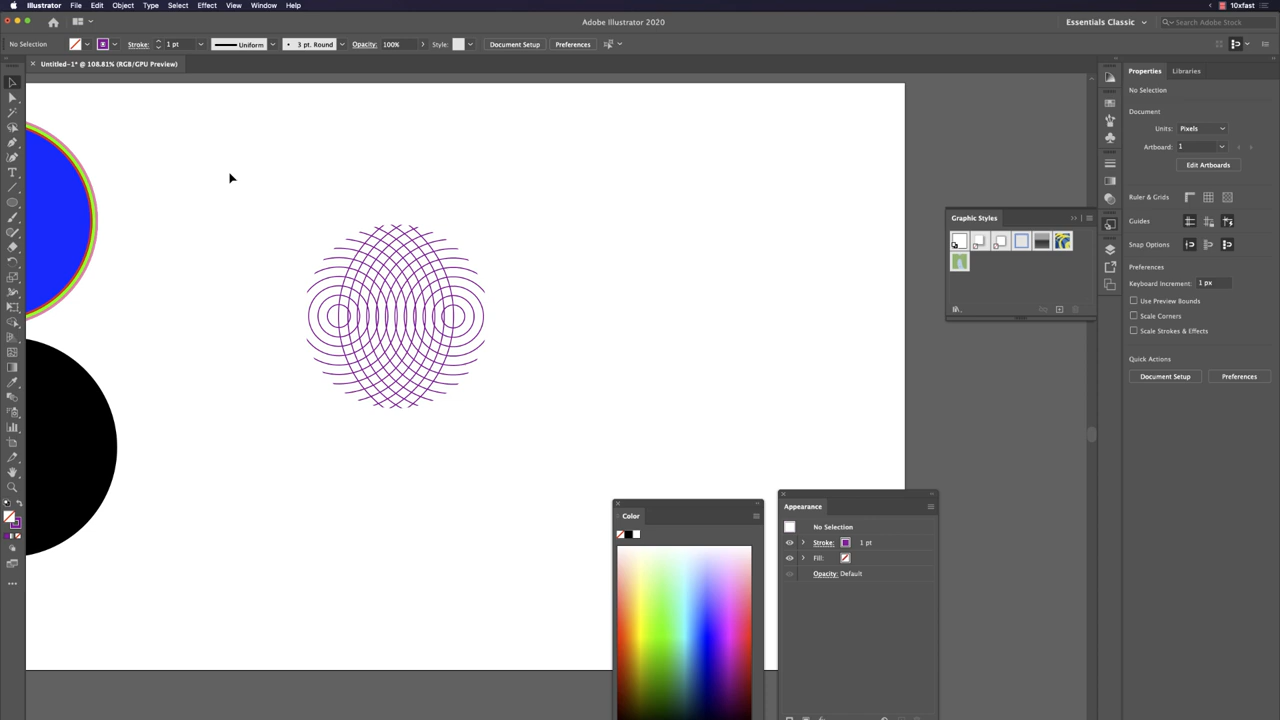 Illustrator File Edit Object Type Select Effect View Window Help 10xfast
Adobe Illustrator 2020 Essentials Classic Search Adobe Stock
No Selection Stroke: 1 pt Uniform 3 pt. Round Opacity: 100% Style: Document Setup Preferences
Untitled-1* @ 108.81% (RGB/GPU Preview)
Properties Libraries
No Selection
Document
Units: Pixels
Artboard: 1
Edit Artboards
Ruler & Grids
Guides
Snap Options
Preferences
Keyboard Increment: 1 px
Use Preview Bounds
Scale Corners
Scale Strokes & Effects
Quick Actions
Document Setup Preferences
Graphic Styles
Color
Appearance
No Selection
Stroke: 1 pt
Fill:
Opacity: Default